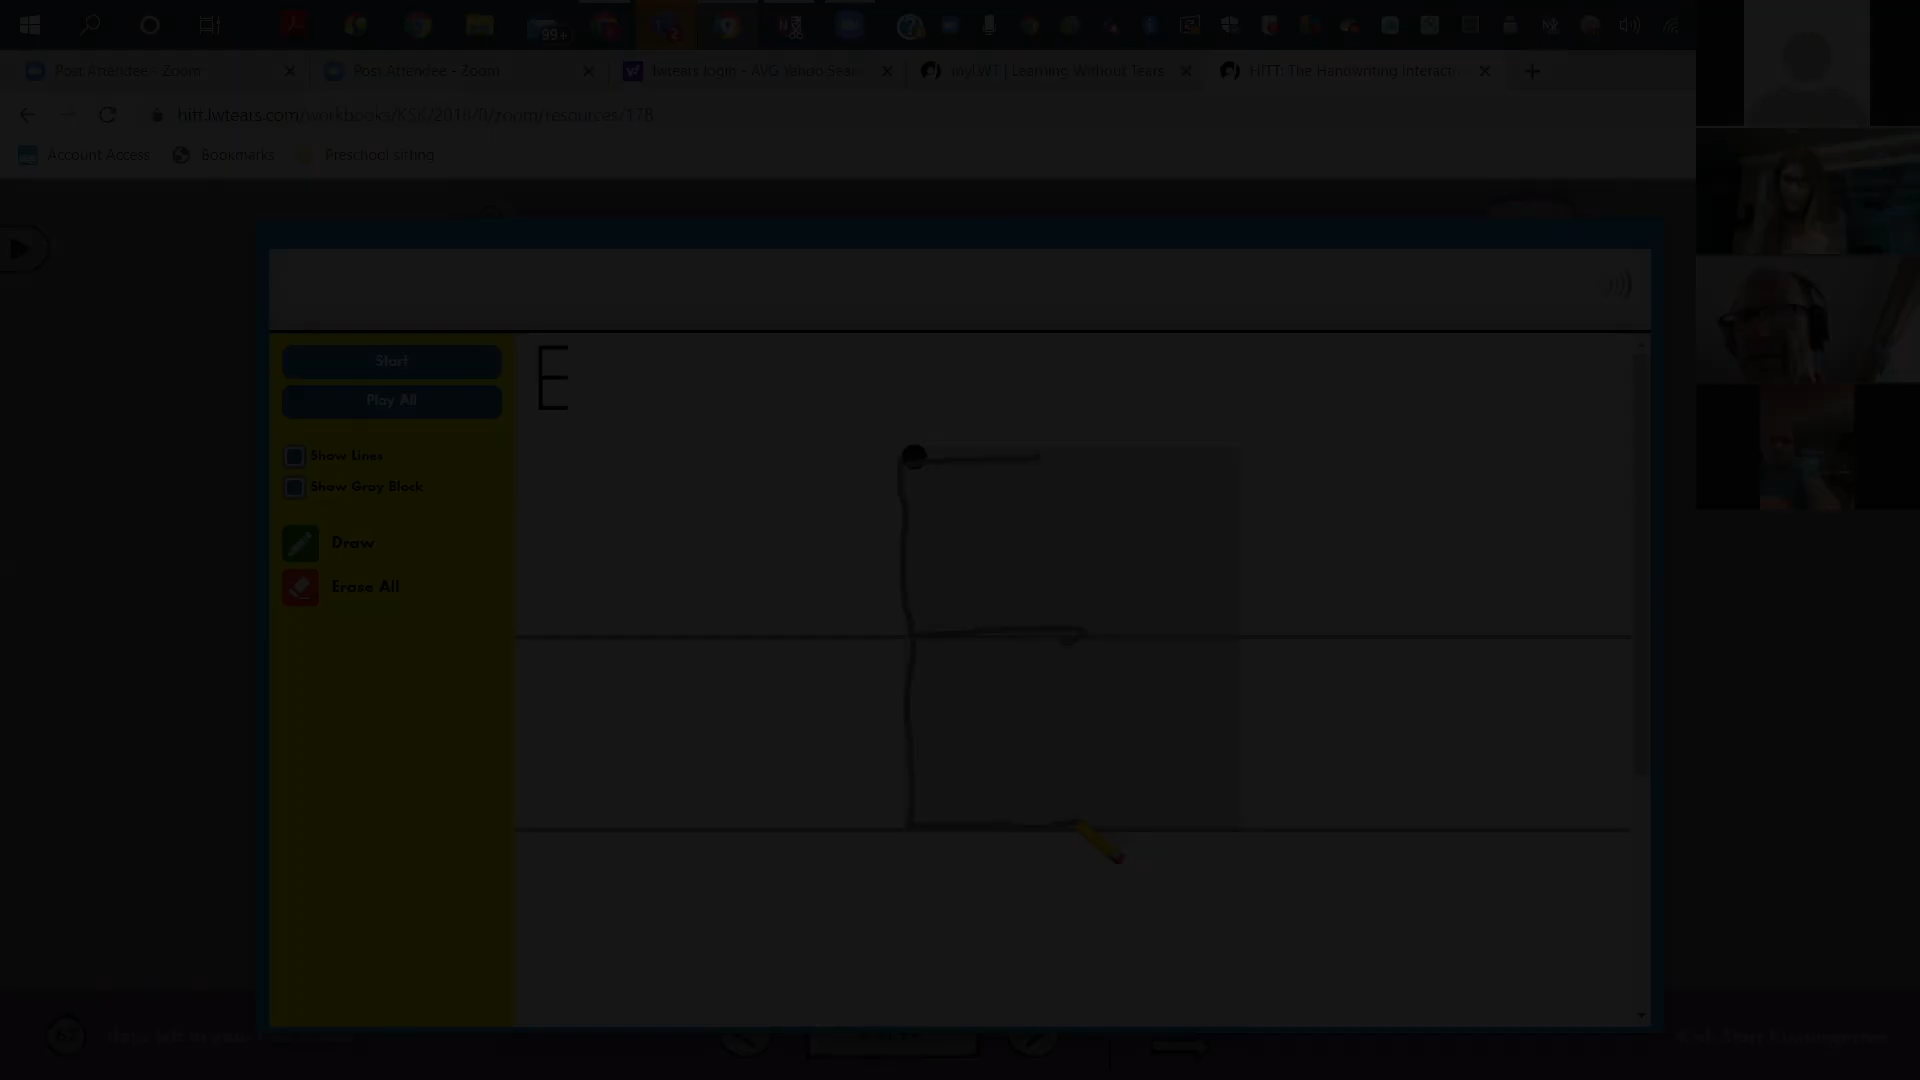 99+
2
Post Attendee - Zoom
Post Attendee - Zoom
lwtears login - AVG Yahoo Sear
myLWT | Learning Without Tears
HITT: The Handwriting Interacti
hitt.lwtears.com/workbooks/KSK/2018/0/zoom/resources/178
Account Access
Bookmarks
Preschool sitting
Start
Play All
E
Show Lines
Show Gray Block
Draw
Erase All
E